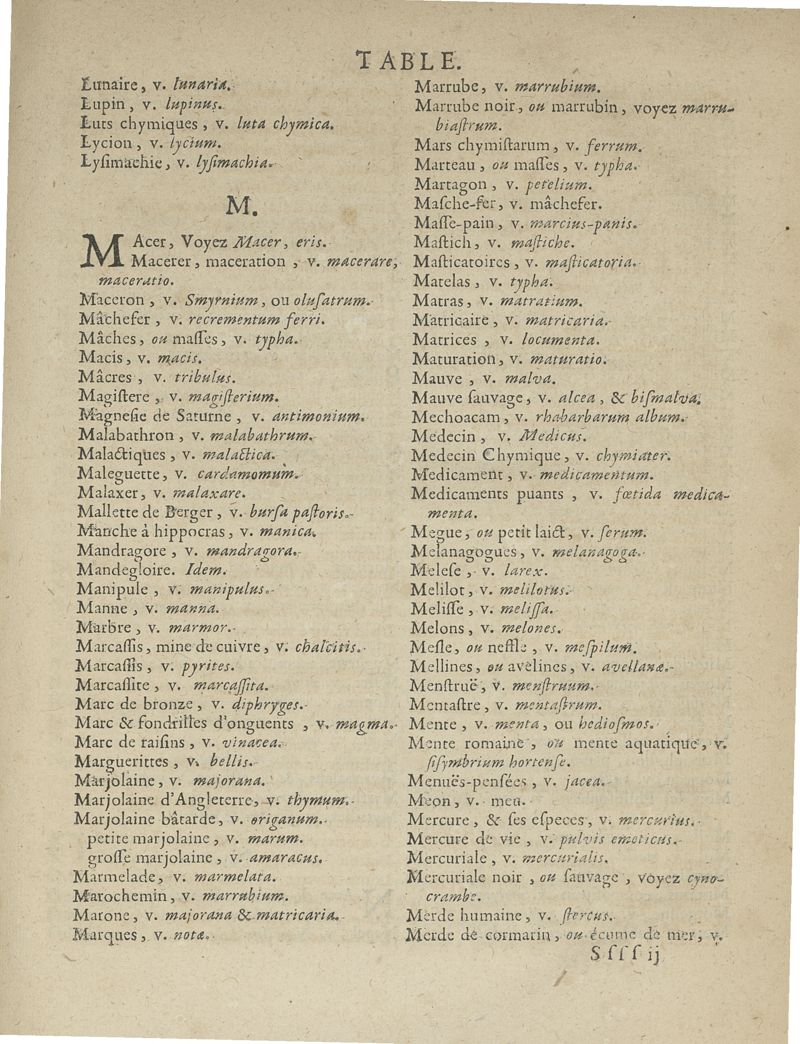 TABLE.
Lunaire, v. lunaria.
Lupin, v. lupinus.
Luts chymiques, v. luta chymica.
Lycion, v. lycium.
Lyſimachie, v. lyſimachia.
M.
MAcer, Voyez Macer, eris.
Macerer, maceration, v. macerare,
maceratio.
Maceron, v. Smyrnium, ou oluſatrum.
Mâchefer, v. recrementum ferri.
Mâches, ou maſſes, v. typha.
Macis, v. macis.
Mâcres, v. tribulus.
Magiſtere, v. magiſterium.
Magneſie de Saturne, v. antimonium.
Malabathron, v. malabathrum.
Malactiques, v. malactica.
Maleguette, v. cardamomum.
Malaxer, v. malaxare.
Mallette de Berger, v. burſa paſtoris.
Manche à hippocras, v. manica.
Mandragore, v. mandragora.
Mandegloire. Idem.
Manipule, v. manipulus.
Manne, v. manna.
Marbre, v. marmor.
Marcaſſis, mine de cuivre, v. chalcitis.
Marcaſſis, v. pyrites.
Marcaſſite, v. marcaſſita.
Marc de bronze, v. diphryges.
Marc & fondrilles d'onguents, v. magma.
Marc de raiſins, v. vinacea.
Marguerittes, v. bellis.
Marjolaine, v. majorana.
Marjolaine d'Angleterre, v. thymum.
Marjolaine bâtarde, v. origanum.
petite marjolaine, v. marum.
groſſe marjolaine, v. amaracus.
Marmelade, v. marmelata.
Marochemin, v. marrubium.
Marone, v. majorana & matricaria.
Marques, v. notæ.
Marrube, v. marrubium.
Marrube noir, ou marrubin, voyez marru-
biaſtrum.
Mars chymiſtarum, v. ferrum.
Marteau, ou maſſes, v. typha.
Martagon, v. petelium.
Maſche-fer, v. mâchefer.
Maſſe-pain, v. marcius-panis.
Maſtich, v. maſtiche.
Maſticatoires, v. maſticatoria.
Matelas, v. typha.
Matras, v. matratium.
Matricaire, v. matricaria.
Matrices, v. locumenta.
Maturation, v. maturatio.
Mauve, v. malva.
Mauve ſauvage, v. alcea, & biſmalva.
Mechoacam, v. rhabarbarum album.
Medecin, v. Medicus.
Medecin Chymique, v. chymiater.
Medicament, v. medicamentum.
Medicaments puants, v. fœtida medica-
menta.
Megue, ou petit laict, v. ſerum.
Melanagogues, v. melanagoga.
Meleſe, v. larex.
Melilot, v. melilotus.
Meliſſe, v. meliſſa.
Melons, v. melones.
Meſle, ou neffle, v. meſpilum.
Mellines, ou avelines, v. avellanæ.
Menſtruë, v. menſtruum.
Mentaſtre, v. mentaſtrum.
Mente, v. menta, ou hedioſmos.
Mente romaine, ou mente aquatique, v.
ſiſymbrium hortenſe.
Menuës-penſées, v. jacea.
Meon, v. meu.
Mercure, & ſes eſpeces, v. mercurius.
Mercure de vie, v. pulvis emeticus.
Mercuriale, v. mercurialis.
Mercuriale noir, ou ſauvage, voyez cyno-
crambe.
Merde humaine, v. ſtercus.
Merde de cormarin, ou écume de mer, v.
Sſſſ ij